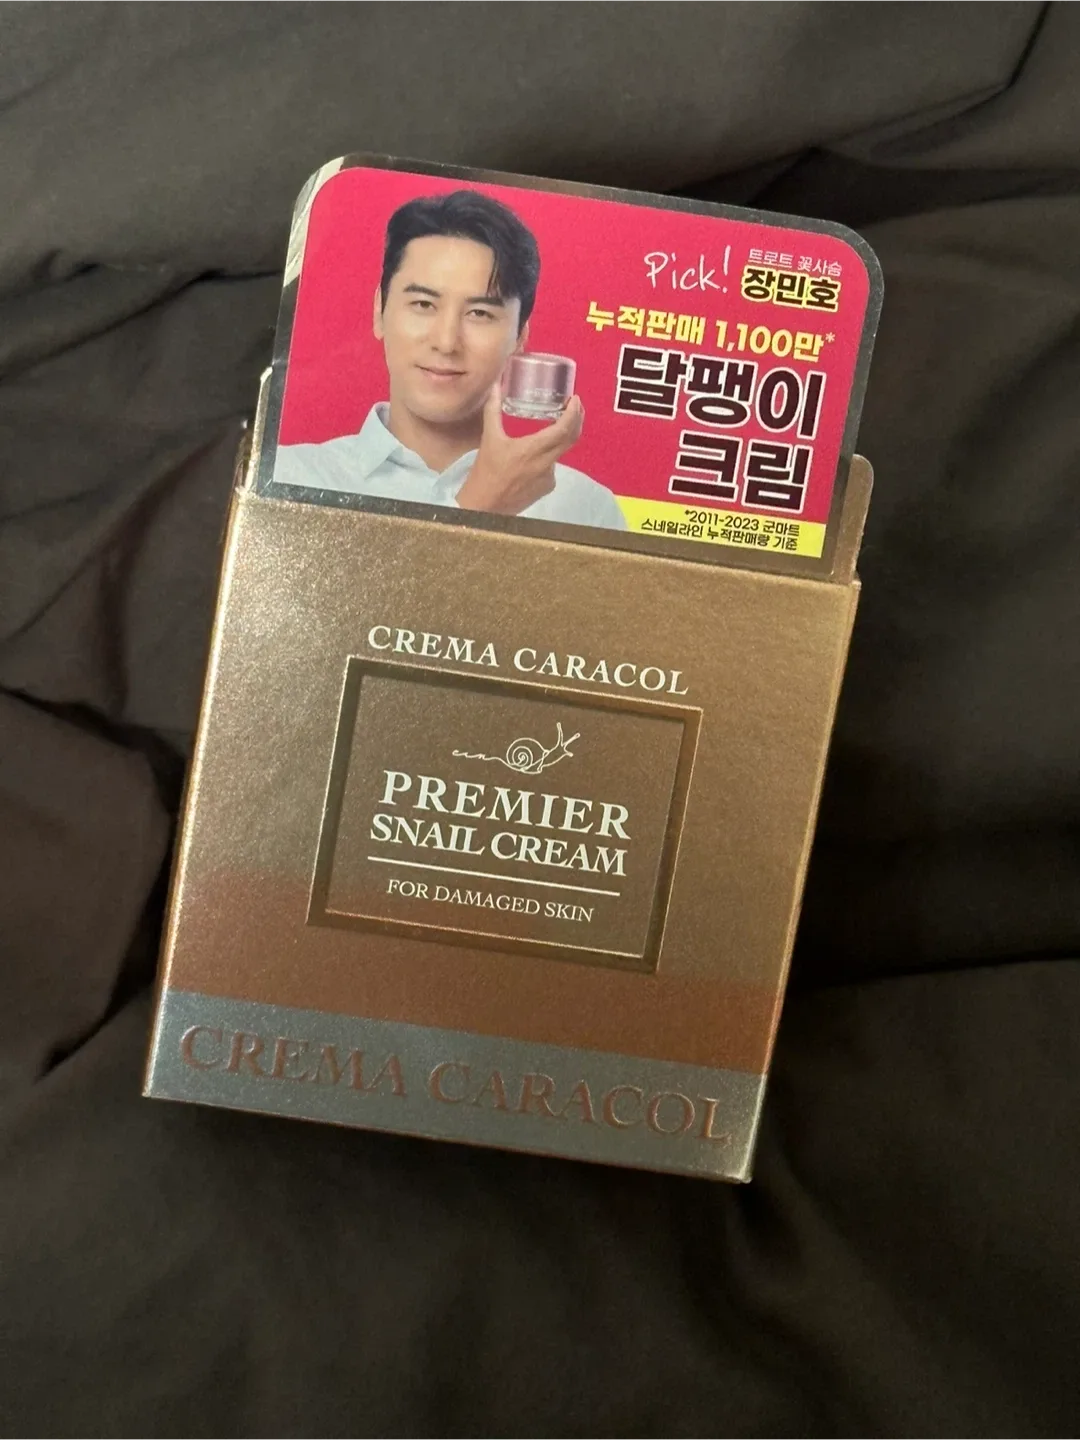 Pick! 트로트 꽃사슴
장민호
누적판매 1,100만*
달팽이
크림
*2011-2023 군마트
스네일라인 누적판매량 기준
CREMA CARACOL
PREMIER
SNAIL CREAM
FOR DAMAGED SKIN
CREMA CARACOL